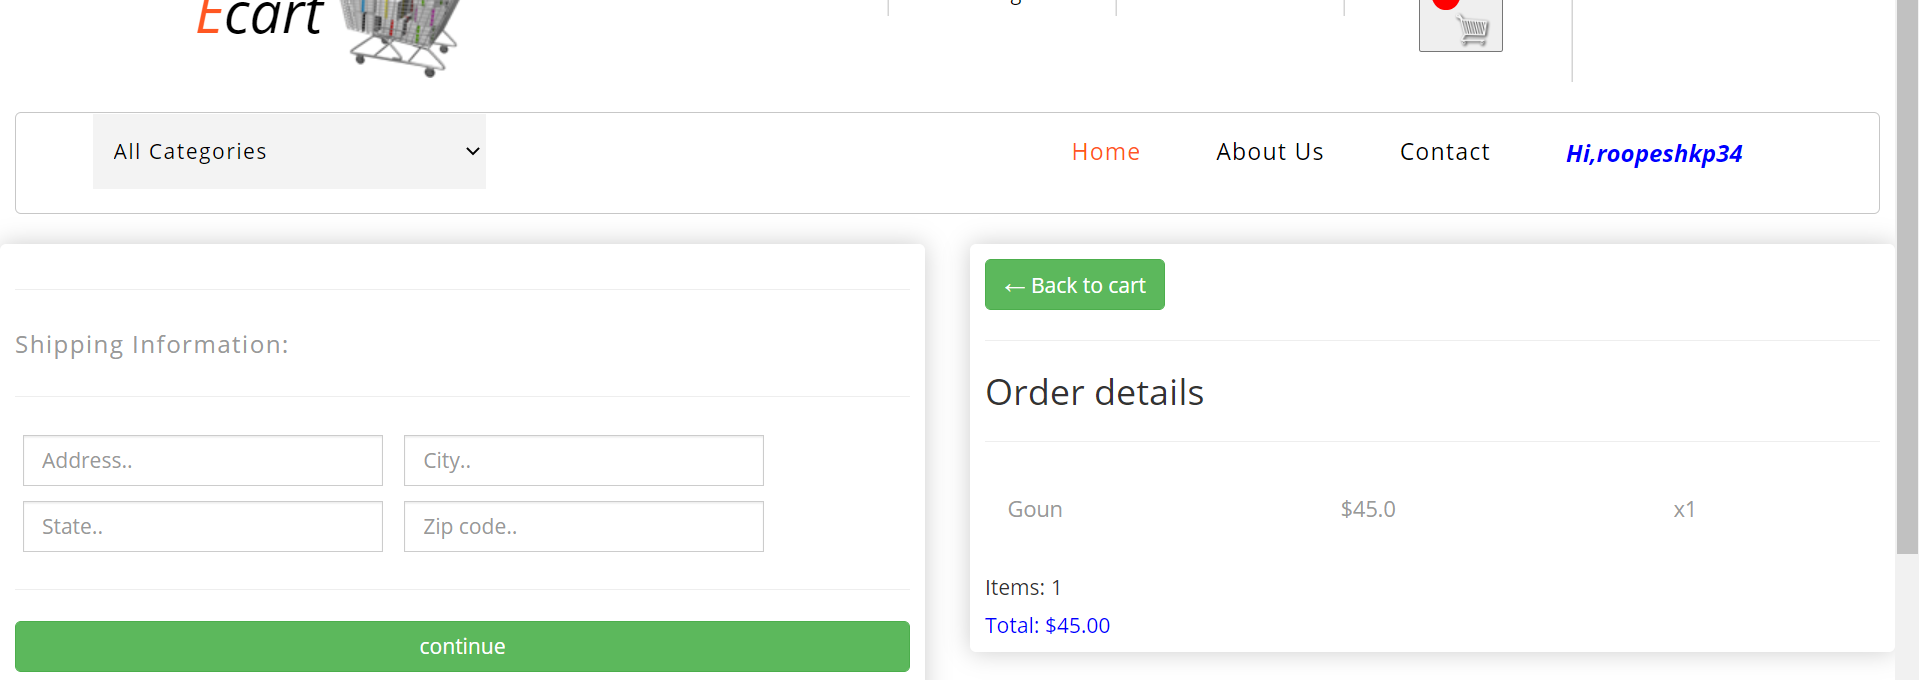 Ecart
All Categories
Home
About Us
Contact
Hi,roopeshkp34
Shipping Information:
Address..
City..
State..
Zip code..
continue
← Back to cart
Order details
Goun $45.0 x1
Items: 1
Total: $45.00